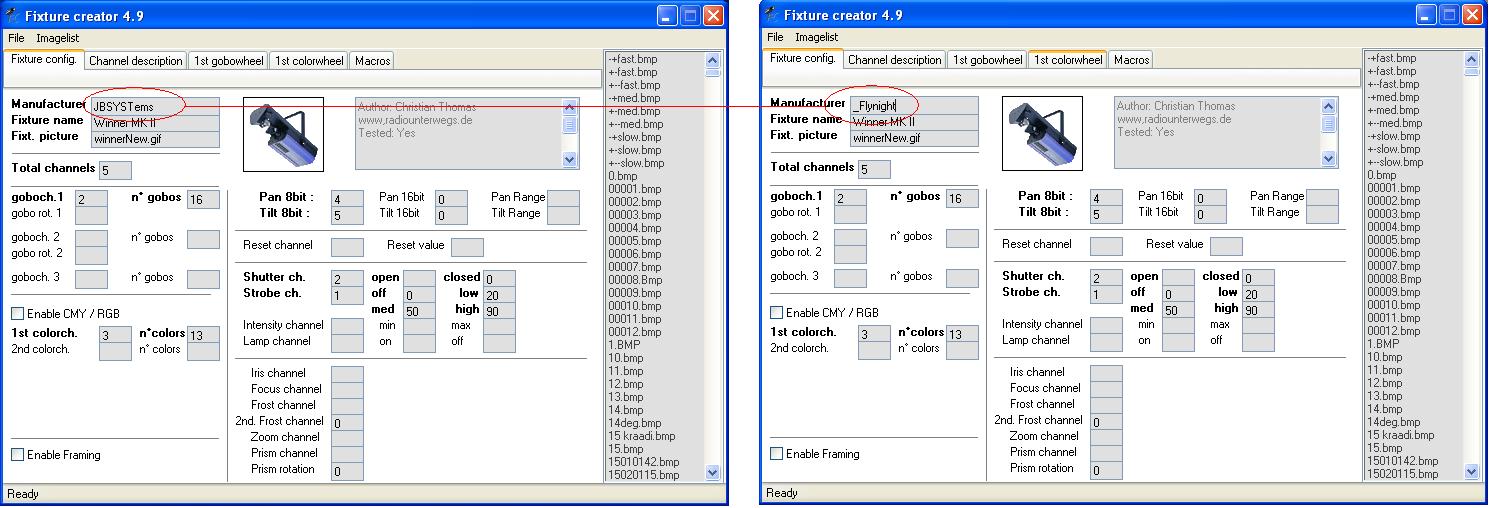 Fixture creator 4.9
File Imagelist
Fixture config. Channel description 1st gobowheel 1st colorwheel Macros
Manufacturer JBSYSTems
Fixture name Winner MK II
Fixt. picture winnerNew.gif
Author: Christian Thomas
www.radiounterwegs.de
Tested: Yes
Total channels 5
goboch.1 2 n° gobos 16
gobo rot. 1
goboch. 2 n° gobos
gobo rot. 2
goboch. 3 n° gobos
Enable CMY / RGB
1st colorch. 3 n°colors 13
2nd colorch. n° colors
Enable Framing
Pan 8bit : 4 Pan 16bit 0 Pan Range
Tilt 8bit : 5 Tilt 16bit 0 Tilt Range
Reset channel Reset value
Shutter ch. 2 open closed 0
Strobe ch. 1 off 0 low 20
med 50 high 90
Intensity channel min max
Lamp channel on off
Iris channel
Focus channel
Frost channel
2nd. Frost channel 0
Zoom channel
Prism channel
Prism rotation 0
-+fast.bmp
+-fast.bmp
+--fast.bmp
-+med.bmp
+-med.bmp
+--med.bmp
-+slow.bmp
+-slow.bmp
+--slow.bmp
0.bmp
00001.bmp
00002.bmp
00003.bmp
00004.bmp
00005.bmp
00006.bmp
00007.bmp
00008.Bmp
00009.bmp
00010.bmp
00011.bmp
00012.bmp
1.BMP
10.bmp
11.bmp
12.bmp
13.bmp
14.bmp
14deg.bmp
15 kraadi.bmp
15.bmp
15010142.bmp
15020115.bmp
Ready
Fixture creator 4.9
File Imagelist
Fixture config. Channel description 1st gobowheel 1st colorwheel Macros
Manufacturer _Flynight
Fixture name Winner MK II
Fixt. picture winnerNew.gif
Author: Christian Thomas
www.radiounterwegs.de
Tested: Yes
Total channels 5
goboch.1 2 n° gobos 16
gobo rot. 1
goboch. 2 n° gobos
gobo rot. 2
goboch. 3 n° gobos
Enable CMY / RGB
1st colorch. 3 n°colors 13
2nd colorch. n° colors
Enable Framing
Pan 8bit : 4 Pan 16bit 0 Pan Range
Tilt 8bit : 5 Tilt 16bit 0 Tilt Range
Reset channel Reset value
Shutter ch. 2 open closed 0
Strobe ch. 1 off 0 low 20
med 50 high 90
Intensity channel min max
Lamp channel on off
Iris channel
Focus channel
Frost channel
2nd. Frost channel 0
Zoom channel
Prism channel
Prism rotation 0
-+fast.bmp
+-fast.bmp
+--fast.bmp
-+med.bmp
+-med.bmp
+--med.bmp
-+slow.bmp
+-slow.bmp
+--slow.bmp
0.bmp
00001.bmp
00002.bmp
00003.bmp
00004.bmp
00005.bmp
00006.bmp
00007.bmp
00008.Bmp
00009.bmp
00010.bmp
00011.bmp
00012.bmp
1.BMP
10.bmp
11.bmp
12.bmp
13.bmp
14.bmp
14deg.bmp
15 kraadi.bmp
15.bmp
15010142.bmp
15020115.bmp
Ready